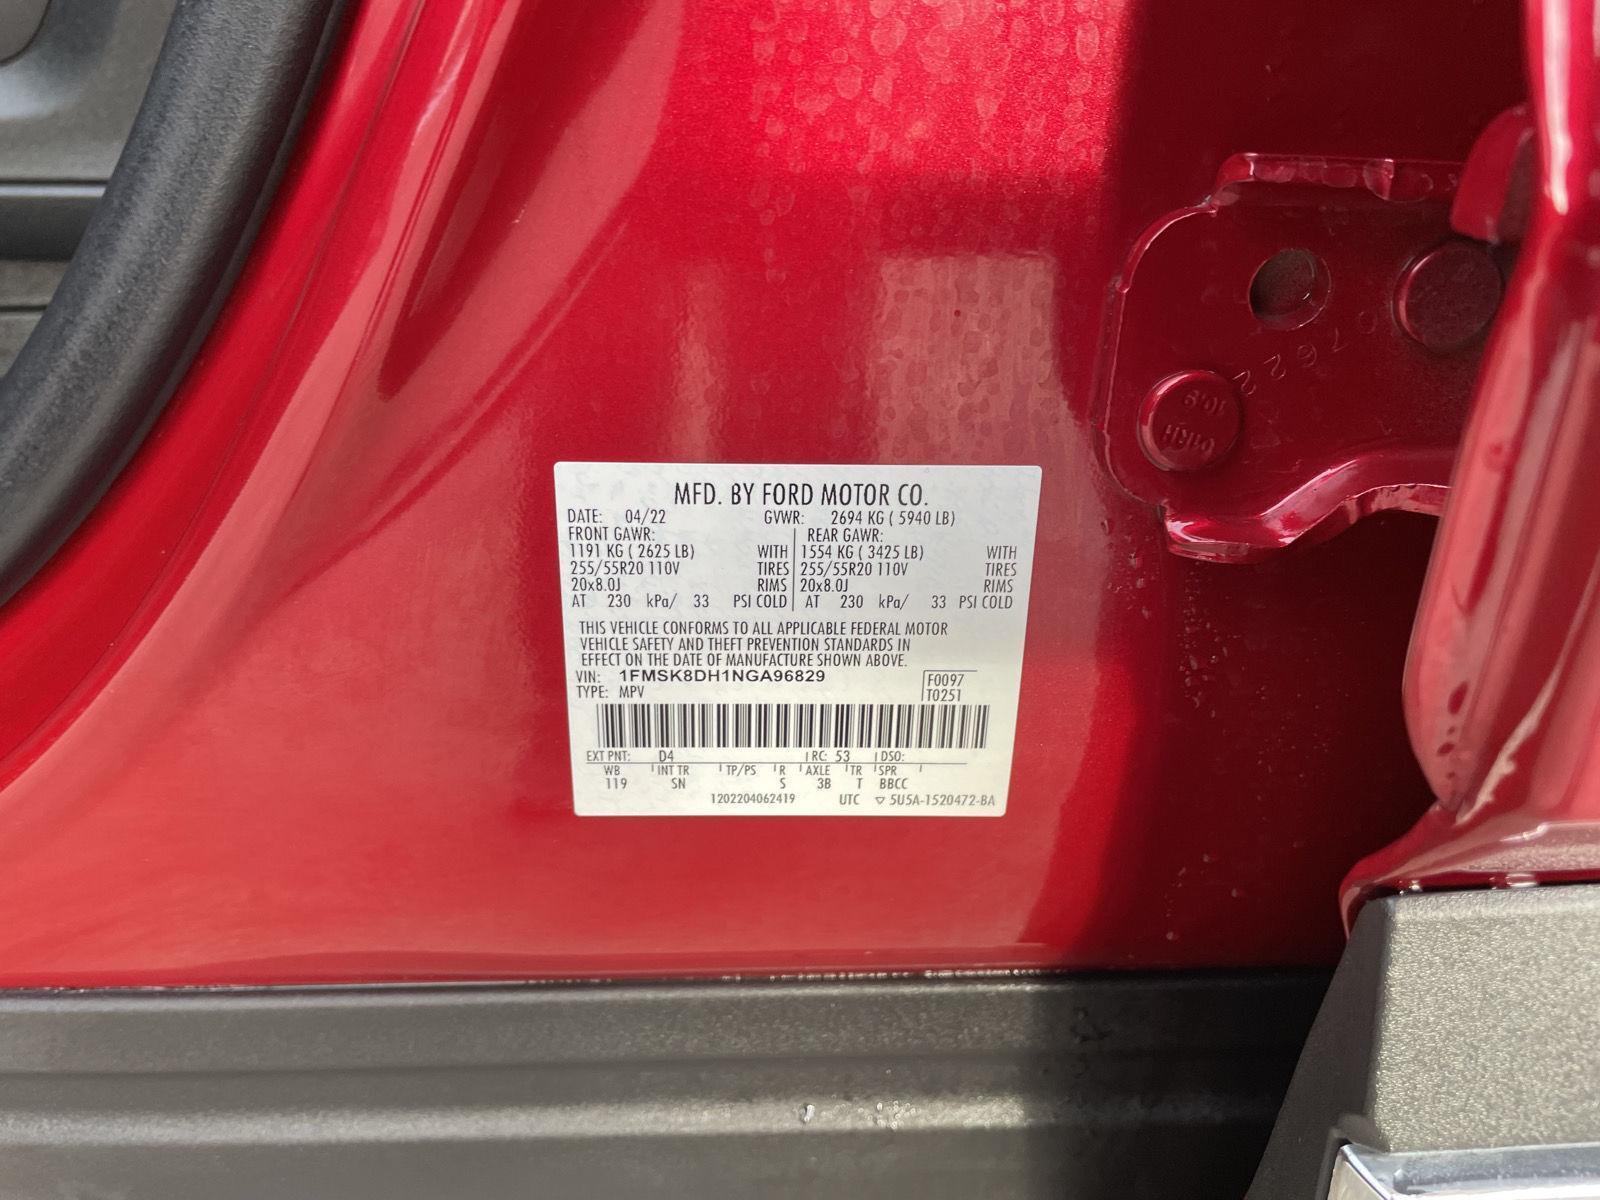 MFD. BY FORD MOTOR CO.
DATE: 04/22 GVWR: 2694 KG ( 5940 LB)
FRONT GAWR: REAR GAWR:
1191 KG ( 2625 LB) WITH 1554 KG ( 3425 LB) WITH
255/55R20 110V TIRES 255/55R20 110V TIRES
20x8.0J RIMS 20x8.0J RIMS
AT 230 kPa/ 33 PSI COLD AT 230 kPa/ 33 PSI COLD
THIS VEHICLE CONFORMS TO ALL APPLICABLE FEDERAL MOTOR
VEHICLE SAFETY AND THEFT PREVENTION STANDARDS IN
EFFECT ON THE DATE OF MANUFACTURE SHOWN ABOVE.
VIN: 1FMSK8DH1NGA96829 F0097
TYPE: MPV T0251
EXT PNT: D4 RC: 53 DSO:
WB INT TR TP/PS R AXLE TR SPR
119 SN S 3B T BBCC
1202204062419 UTC ▽ 5U5A-1520472-BA
10.9
01RH